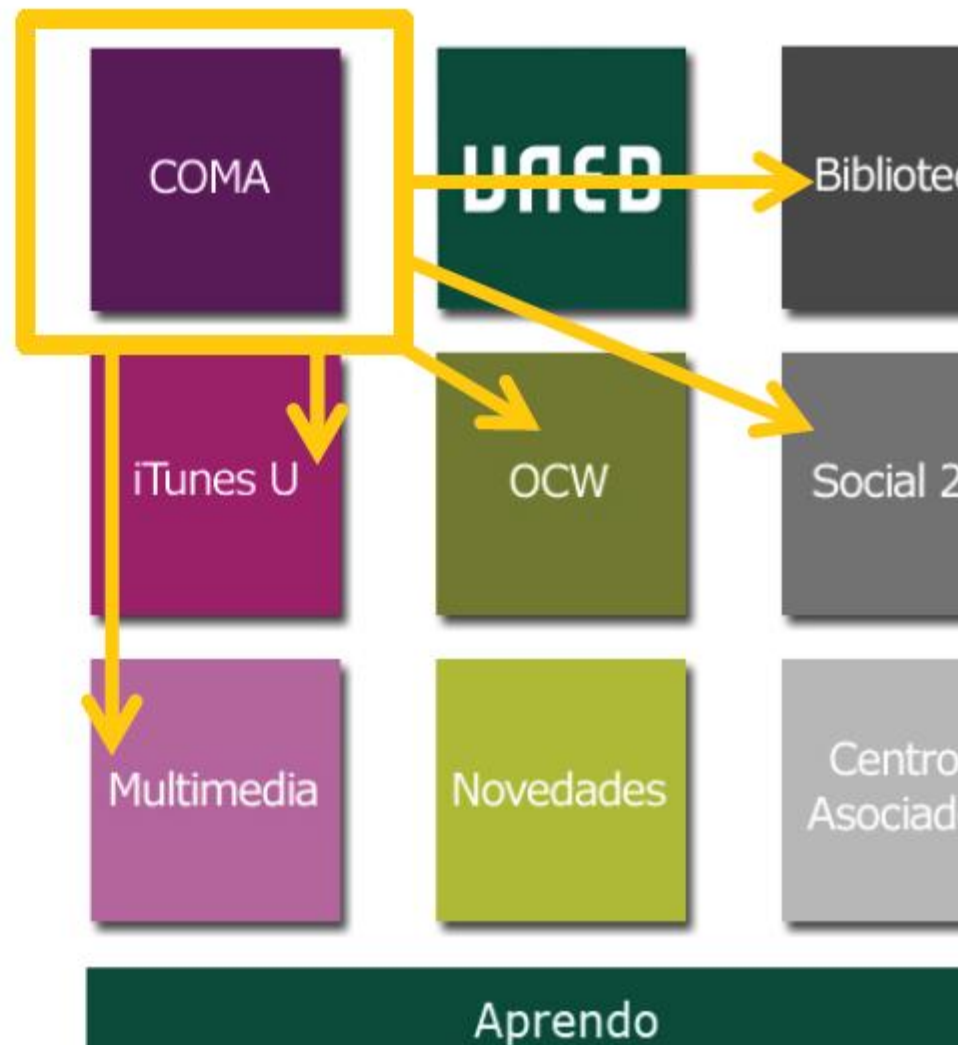 COMA
UNED
Bibliotec
iTunes U
OCW
Social 2
Multimedia
Novedades
Centro
Asociad
Aprendo